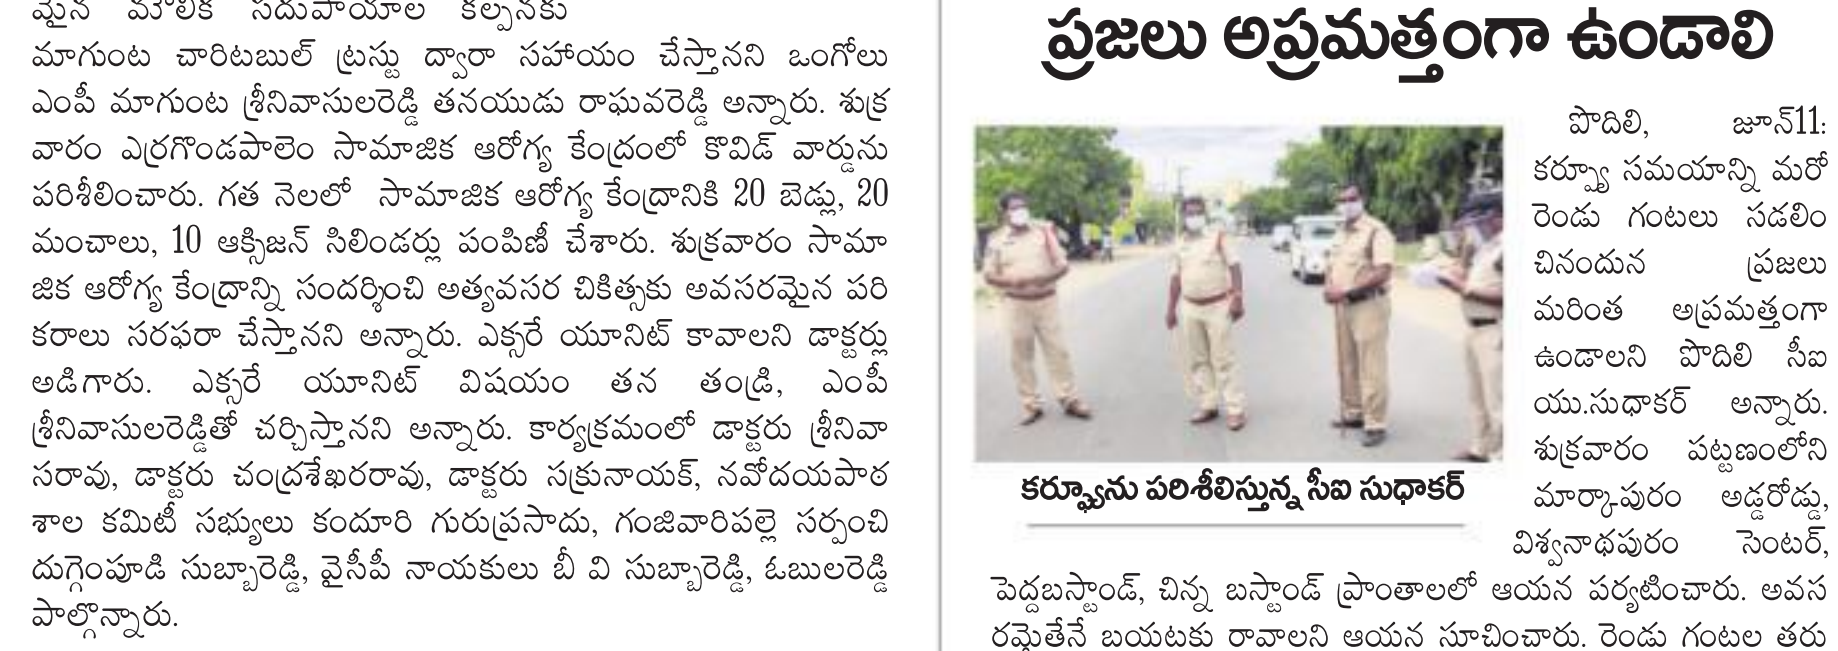 మైన మౌలిక సదుపాయాల కల్పనకు
మాగుంట చారిటబుల్ ట్రస్టు ద్వారా సహాయం చేస్తానని ఒంగోలు
ఎంపీ మాగుంట శ్రీనివాసులరెడ్డి తనయుడు రాఘవరెడ్డి అన్నారు. శుక్ర
వారం ఎర్రగొండపాలెం సామాజిక ఆరోగ్య కేంద్రంలో కొవిడ్ వార్డును
పరిశీలించారు. గత నెలలో సామాజిక ఆరోగ్య కేంద్రానికి 20 బెడ్లు, 20
మంచాలు, 10 ఆక్సిజన్ సిలిండర్లు పంపిణీ చేశారు. శుక్రవారం సామా
జిక ఆరోగ్య కేంద్రాన్ని సందర్శించి అత్యవసర చికిత్సకు అవసరమైన పరి
కరాలు సరఫరా చేస్తానని అన్నారు. ఎక్సరే యూనిట్ కావాలని డాక్టర్లు
అడిగారు. ఎక్సరే యూనిట్ విషయం తన తండ్రి, ఎంపీ
శ్రీనివాసులరెడ్డితో చర్చిస్తానని అన్నారు. కార్యక్రమంలో డాక్టరు శ్రీనివా
సరావు, డాక్టరు చంద్రశేఖరరావు, డాక్టరు సక్రునాయక్, నవోదయపాఠ
శాల కమిటీ సభ్యులు కందూరి గురుప్రసాదు, గంజివారిపల్లె సర్పంచి
దుగ్గెంపూడి సుబ్బారెడ్డి, వైసీపీ నాయకులు బీ వి సుబ్బారెడ్డి, ఓబులరెడ్డి
పాల్గొన్నారు.
ప్రజలు అప్రమత్తంగా ఉండాలి
కర్ఫ్యూను పరిశీలిస్తున్న సీఐ సుధాకర్
పొదిలి, జూన్11:
కర్ఫ్యూ సమయాన్ని మరో
రెండు గంటలు సడలిం
చినందున ప్రజలు
మరింత అప్రమత్తంగా
ఉండాలని పొదిలి సీఐ
యు.సుధాకర్ అన్నారు.
శుక్రవారం పట్టణంలోని
మార్కాపురం అడ్డరోడ్డు,
విశ్వనాథపురం సెంటర్,
పెద్దబస్టాండ్, చిన్న బస్టాండ్ ప్రాంతాలలో ఆయన పర్యటించారు. అవస
రమైతేనే బయటకు రావాలని ఆయన సూచించారు. రెండు గంటల తరు